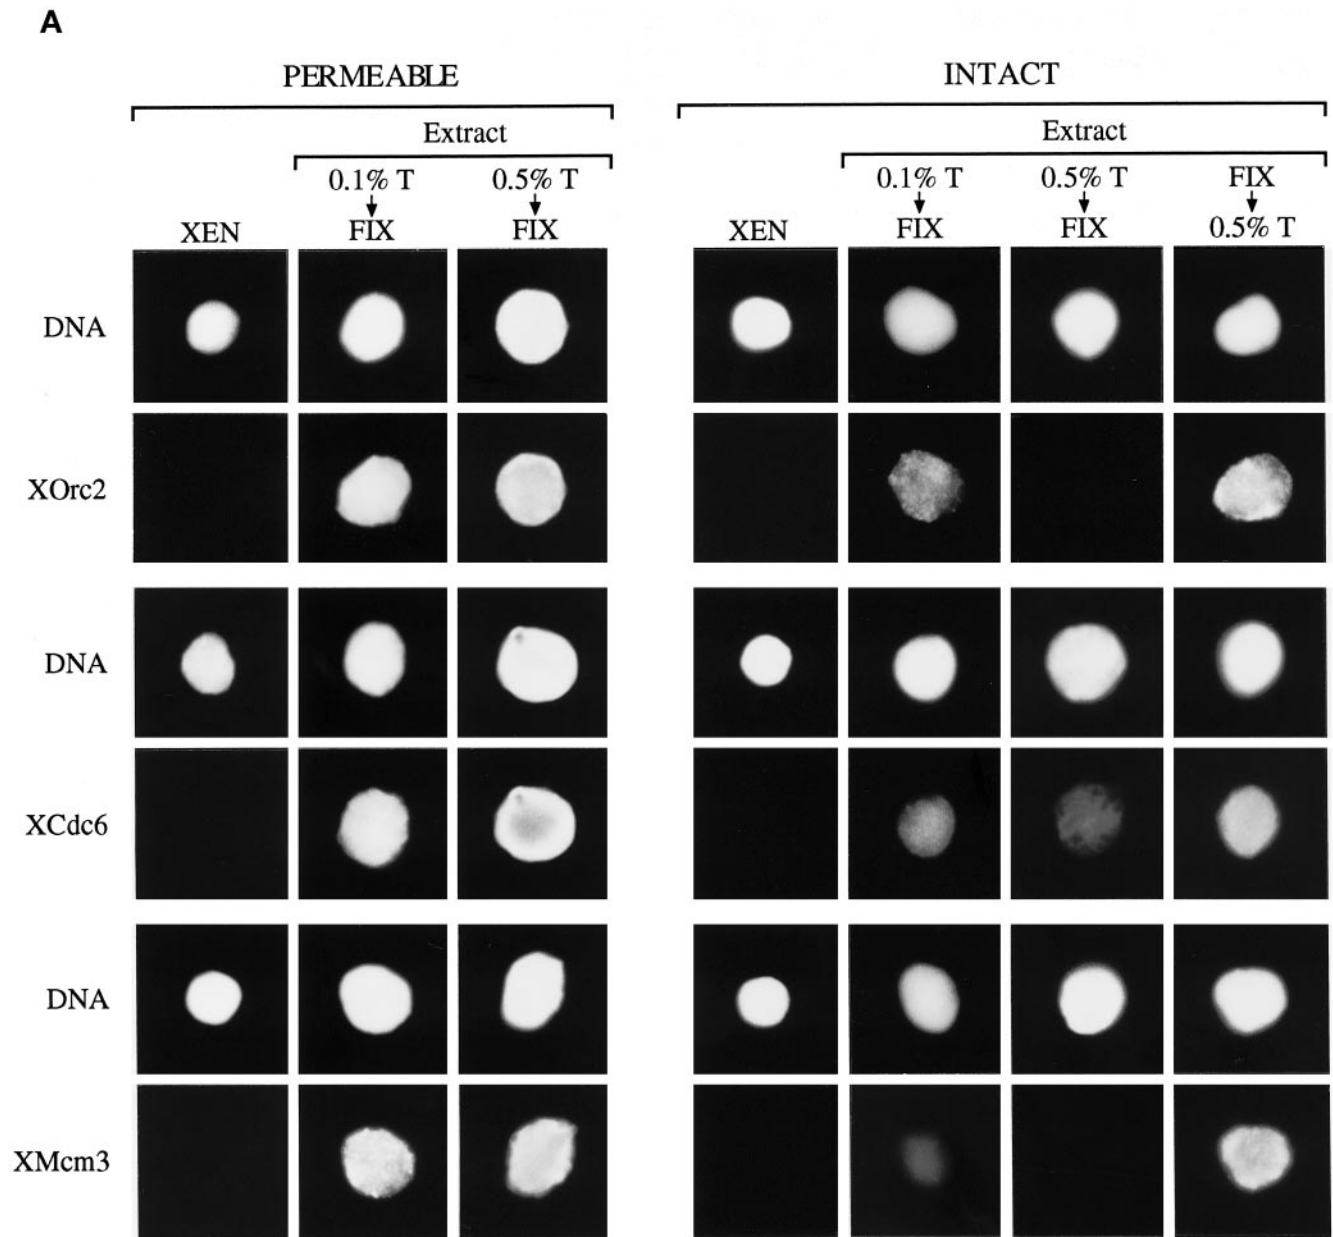 A
PERMEABLE
INTACT
Extract
Extract
0.1% T
0.5% T
0.1% T
0.5% T
FIX
XEN
FIX
FIX
XEN
FIX
FIX
0.5% T
DNA
XOrc2
DNA
XCdc6
DNA
XMcm3